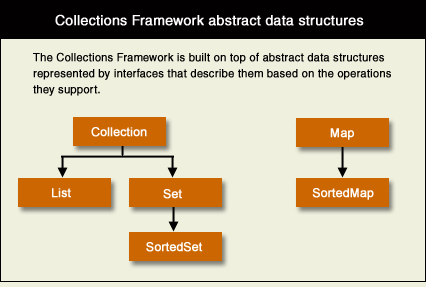 Collections Framework abstract data structures
The Collections Framework is built on top of abstract data structures
represented by interfaces that describe them based on the operations
they support.
Collection
Map
List
Set
SortedMap
SortedSet